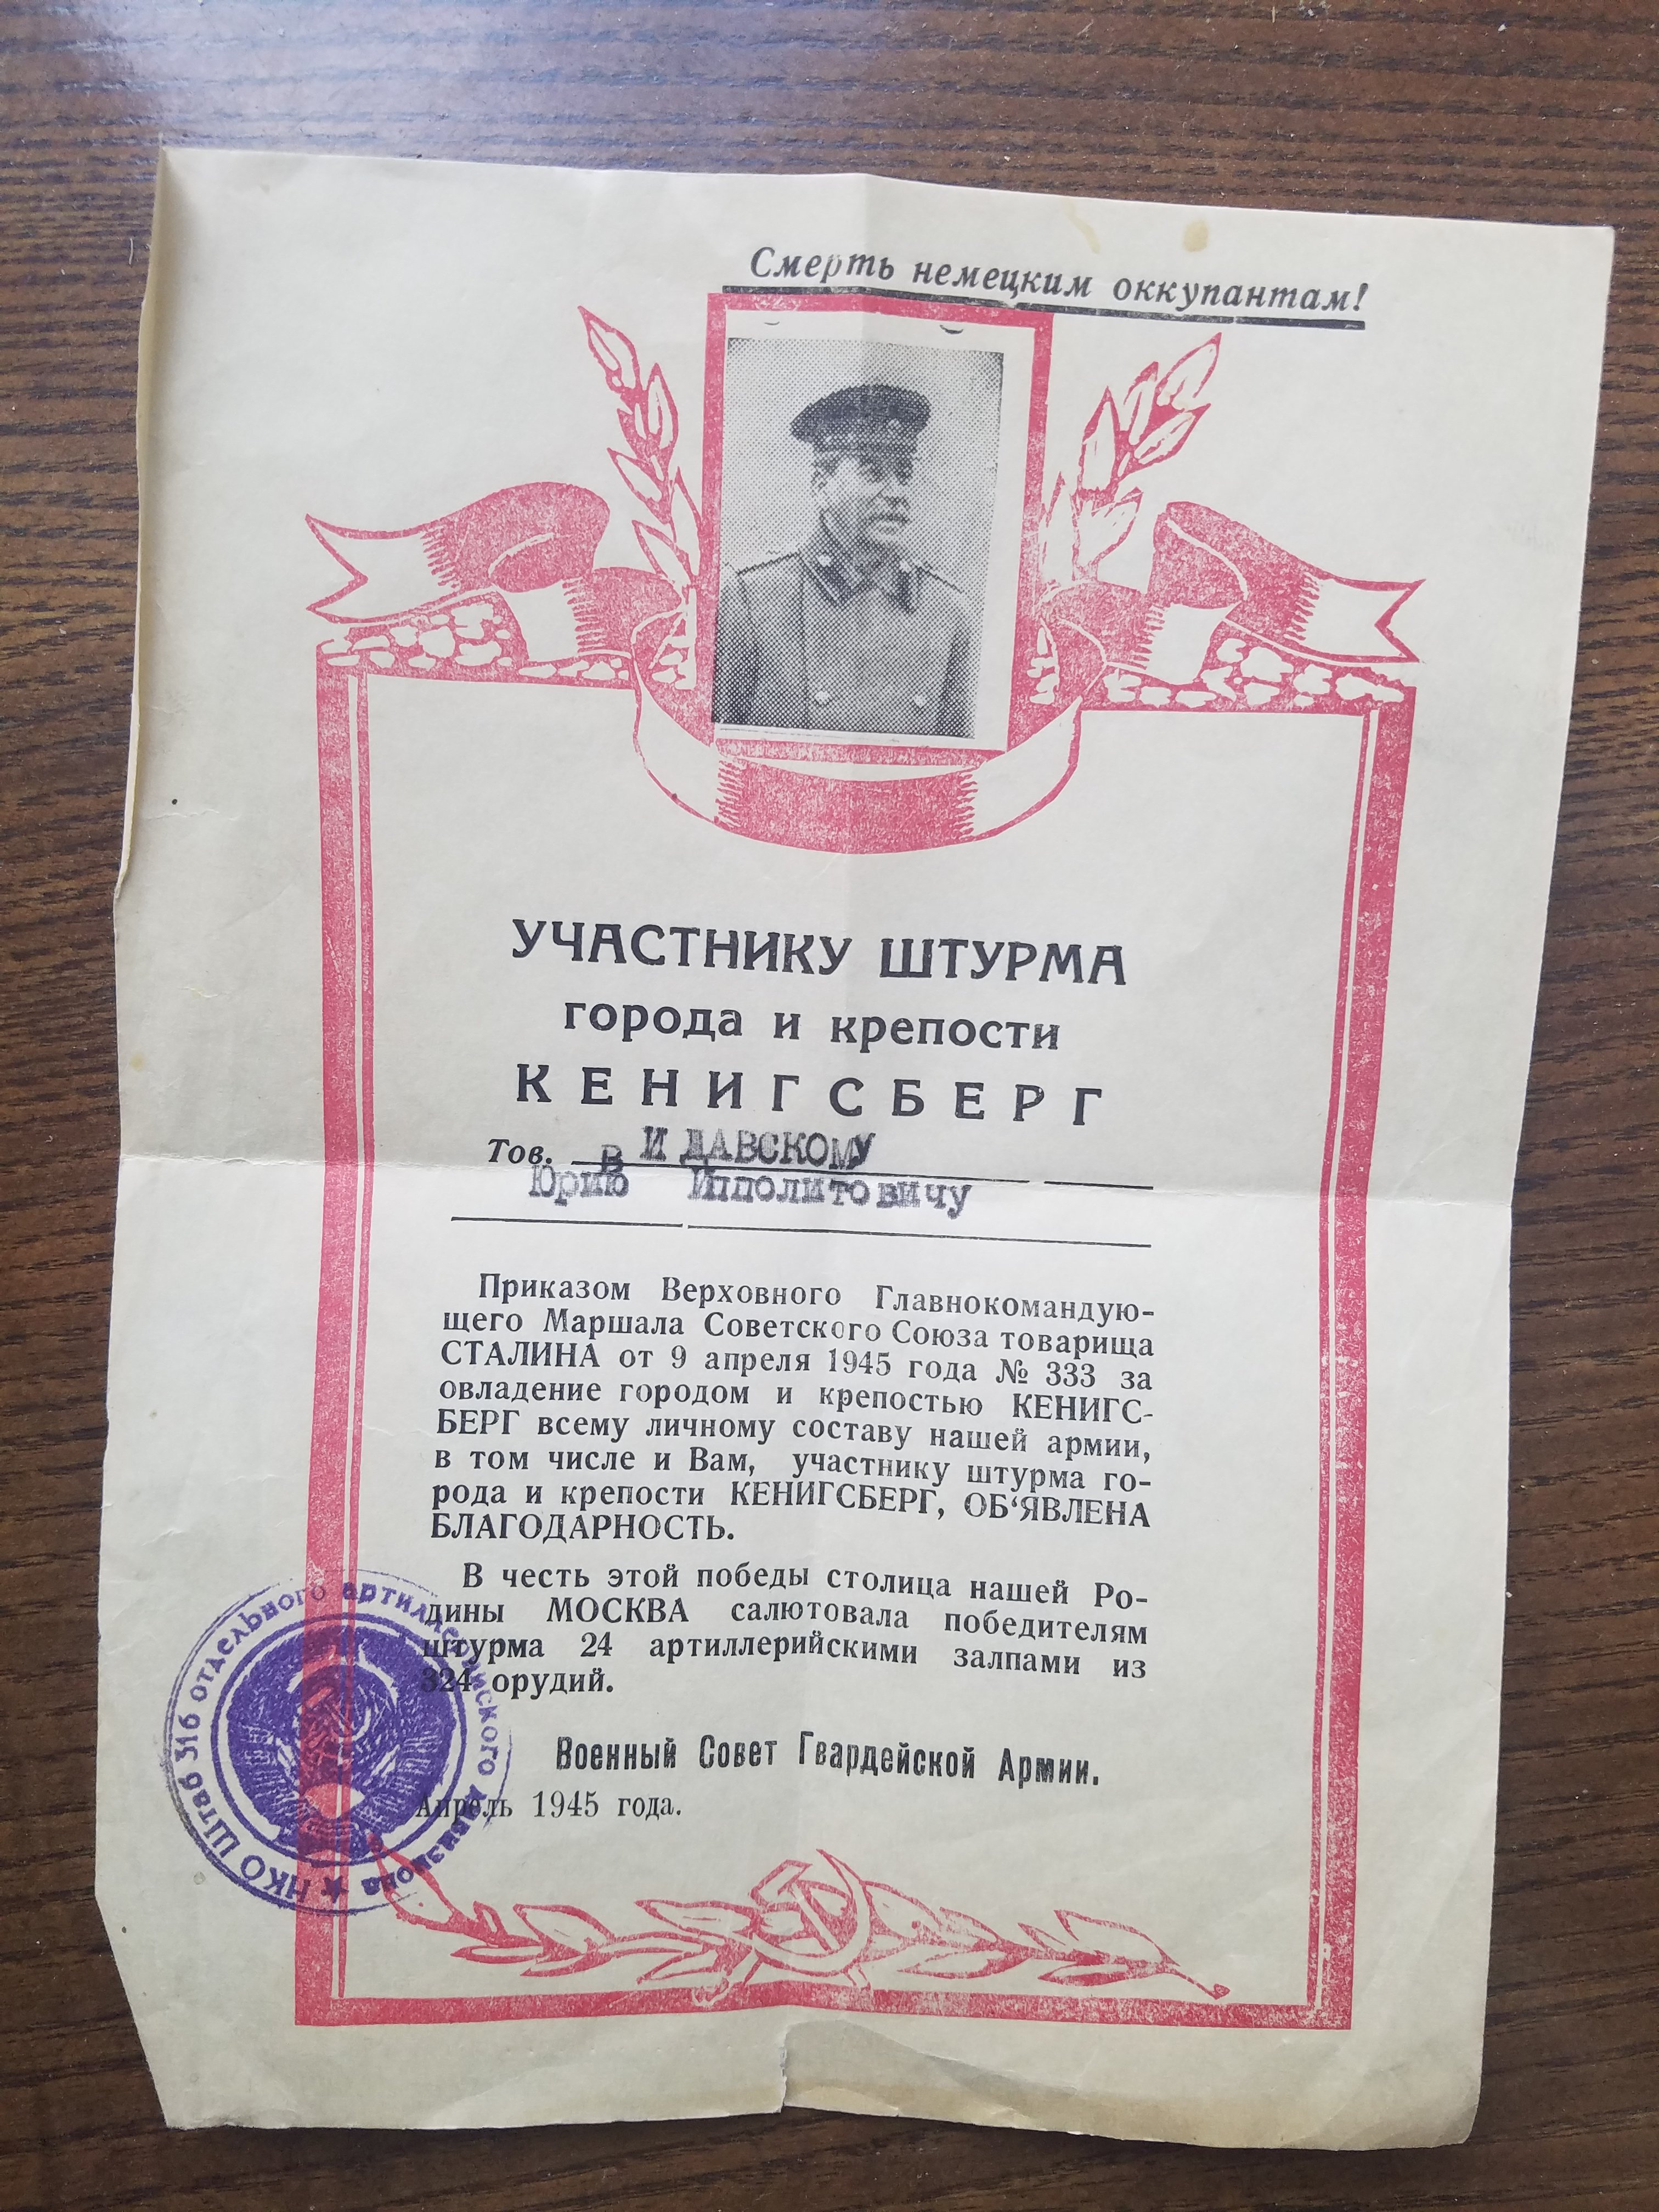 Смерть немецким оккупантам!
УЧАСТНИКУ ШТУРМА
города и крепости
КЕНИГСБЕРГ
Тов. В И ДАВСКОМУ
Юрию Ипполитовичу
Приказом Верховного Главнокомандую-
щего Маршала Советского Союза товарища
СТАЛИНА от 9 апреля 1945 года № 333 за
овладение городом и крепостью КЕНИГС-
БЕРГ всему личному составу нашей армии,
в том числе и Вам, участнику штурма го-
рода и крепости КЕНИГСБЕРГ, ОБ‘ЯВЛЕНА
БЛАГОДАРНОСТЬ.
В честь этой победы столица нашей Ро-
дины МОСКВА салютовала победителям
штурма 24 артиллерийскими залпами из
324 орудий.
Военный Совет Гвардейской Армии.
Апрель 1945 года.
НКО Штаб 316 отдельного артиллерийского дивизиона